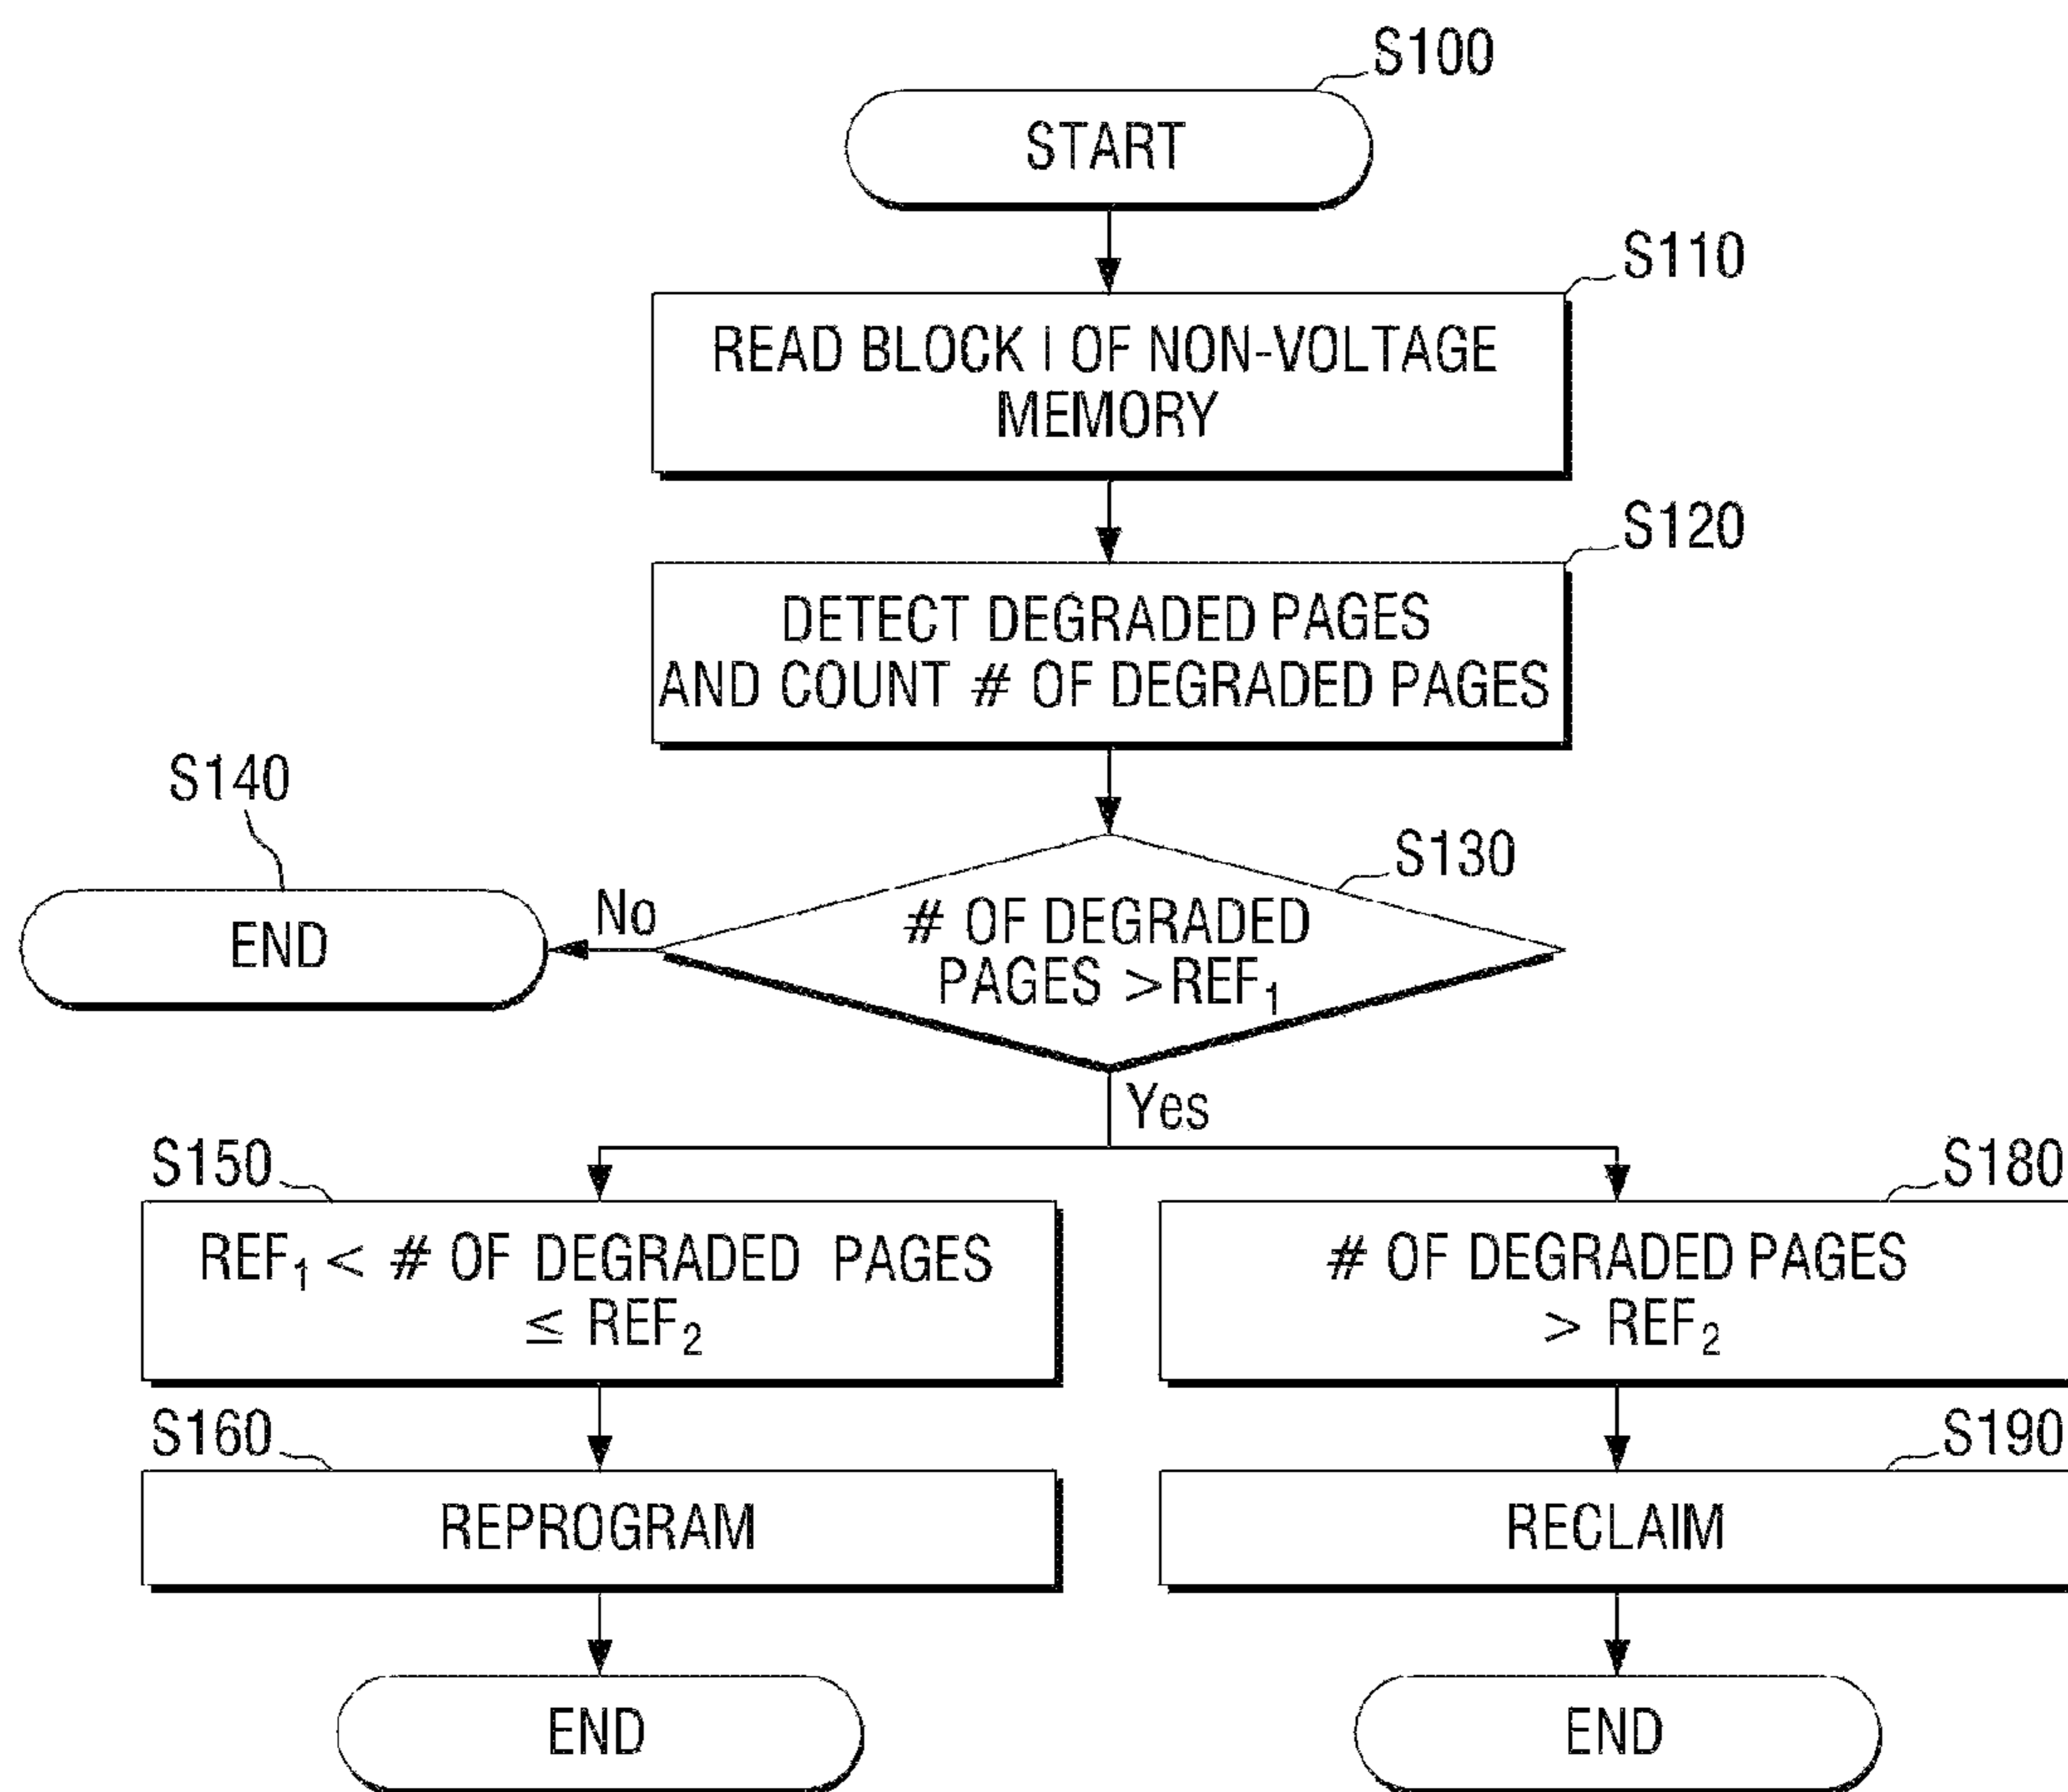 S100
START
S110
READ BLOCK I OF NON-VOLTAGE
MEMORY
S120
DETECT DEGRADED PAGES
AND COUNT # OF DEGRADED PAGES
S140
END
No
S130
# OF DEGRADED
PAGES >REF₁
Yes
S150
REF₁ < # OF DEGRADED PAGES
≤ REF₂
S180
# OF DEGRADED PAGES
> REF₂
S160
REPROGRAM
S190
RECLAIM
END
END